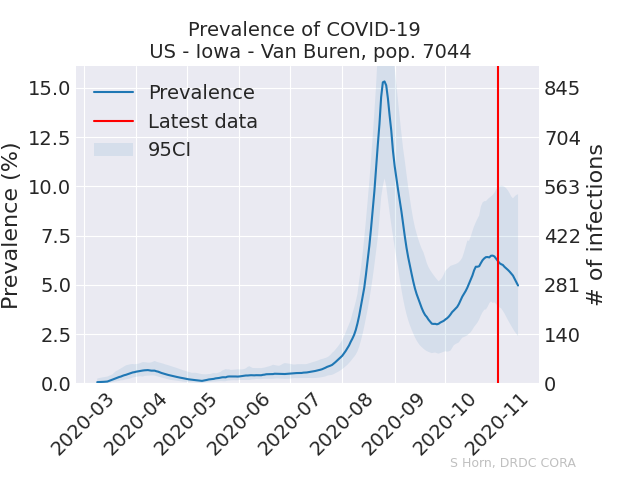 Prevalence of COVID-19
US - Iowa - Van Buren, pop. 7044
Prevalence
Latest data
95CI
Prevalence (%)
15.0
12.5
10.0
7.5
5.0
2.5
0.0
845
704
563
422
281
140
0
# of infections
2020-03
2020-04
2020-05
2020-06
2020-07
2020-08
2020-09
2020-10
2020-11
S Horn, DRDC CORA